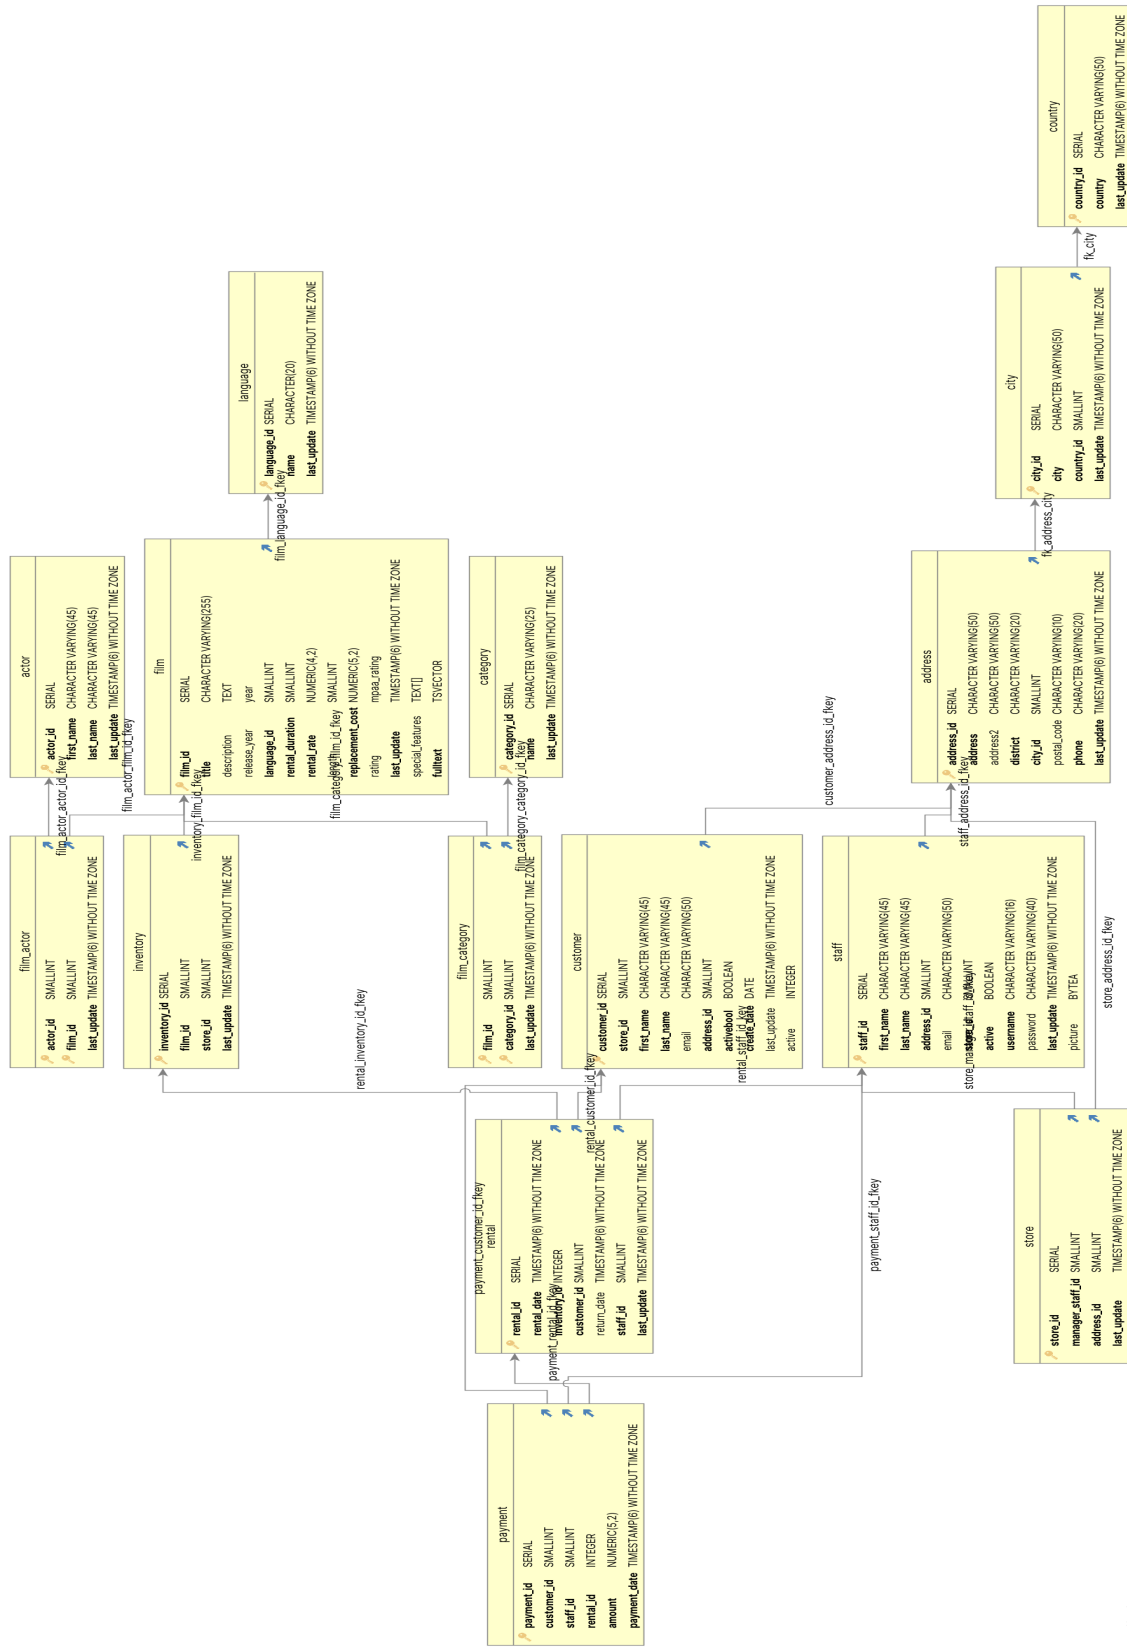 country
country_id SERIAL
country CHARACTER VARYING(50)
last_update TIMESTAMP(6) WITHOUT TIME ZONE
fk_city
city
city_id SERIAL
city CHARACTER VARYING(50)
country_id SMALLINT
last_update TIMESTAMP(6) WITHOUT TIME ZONE
fk_address_city
language
language_id SERIAL
name CHARACTER(20)
last_update TIMESTAMP(6) WITHOUT TIME ZONE
film_language_id_fkey
actor
actor_id SERIAL
first_name CHARACTER VARYING(45)
last_name CHARACTER VARYING(45)
last_update TIMESTAMP(6) WITHOUT TIME ZONE
film_actor_actor_id_fkey
film_actor_film_id_fkey
film
film_id SERIAL
title CHARACTER VARYING(255)
description TEXT
release_year year
language_id SMALLINT
rental_duration SMALLINT
rental_rate NUMERIC(4,2)
length SMALLINT
replacement_cost NUMERIC(5,2)
rating mpaa_rating
last_update TIMESTAMP(6) WITHOUT TIME ZONE
special_features TEXT[]
fulltext TSVECTOR
inventory_film_id_fkey
film_category_film_id_fkey
category
category_id SERIAL
name CHARACTER VARYING(25)
last_update TIMESTAMP(6) WITHOUT TIME ZONE
film_category_category_id_fkey
address
address_id SERIAL
address CHARACTER VARYING(50)
address2 CHARACTER VARYING(50)
district CHARACTER VARYING(20)
city_id SMALLINT
postal_code CHARACTER VARYING(10)
phone CHARACTER VARYING(20)
last_update TIMESTAMP(6) WITHOUT TIME ZONE
customer_address_id_fkey
staff_address_id_fkey
store_address_id_fkey
film_actor
actor_id SMALLINT
film_id SMALLINT
last_update TIMESTAMP(6) WITHOUT TIME ZONE
inventory
inventory_id SERIAL
film_id SMALLINT
store_id SMALLINT
last_update TIMESTAMP(6) WITHOUT TIME ZONE
rental_inventory_id_fkey
film_category
film_id SMALLINT
category_id SMALLINT
last_update TIMESTAMP(6) WITHOUT TIME ZONE
customer
customer_id SERIAL
store_id SMALLINT
first_name CHARACTER VARYING(45)
last_name CHARACTER VARYING(45)
email CHARACTER VARYING(50)
address_id SMALLINT
activebool BOOLEAN
create_date DATE
last_update TIMESTAMP(6) WITHOUT TIME ZONE
active INTEGER
rental_customer_id_fkey
rental_staff_id_key
staff
staff_id SERIAL
first_name CHARACTER VARYING(45)
last_name CHARACTER VARYING(45)
address_id SMALLINT
email CHARACTER VARYING(50)
store_id SMALLINT
active BOOLEAN
username CHARACTER VARYING(16)
password CHARACTER VARYING(40)
last_update TIMESTAMP(6) WITHOUT TIME ZONE
picture BYTEA
store_manager_staff_id_fkey
rental
rental_id SERIAL
rental_date TIMESTAMP(6) WITHOUT TIME ZONE
inventory_id INTEGER
customer_id SMALLINT
return_date TIMESTAMP(6) WITHOUT TIME ZONE
staff_id SMALLINT
last_update TIMESTAMP(6) WITHOUT TIME ZONE
payment_customer_id_fkey
payment_rental_id_fkey
payment_staff_id_fkey
store
store_id SERIAL
manager_staff_id SMALLINT
address_id SMALLINT
last_update TIMESTAMP(6) WITHOUT TIME ZONE
payment
payment_id SERIAL
customer_id SMALLINT
staff_id SMALLINT
rental_id INTEGER
amount NUMERIC(5,2)
payment_date TIMESTAMP(6) WITHOUT TIME ZONE